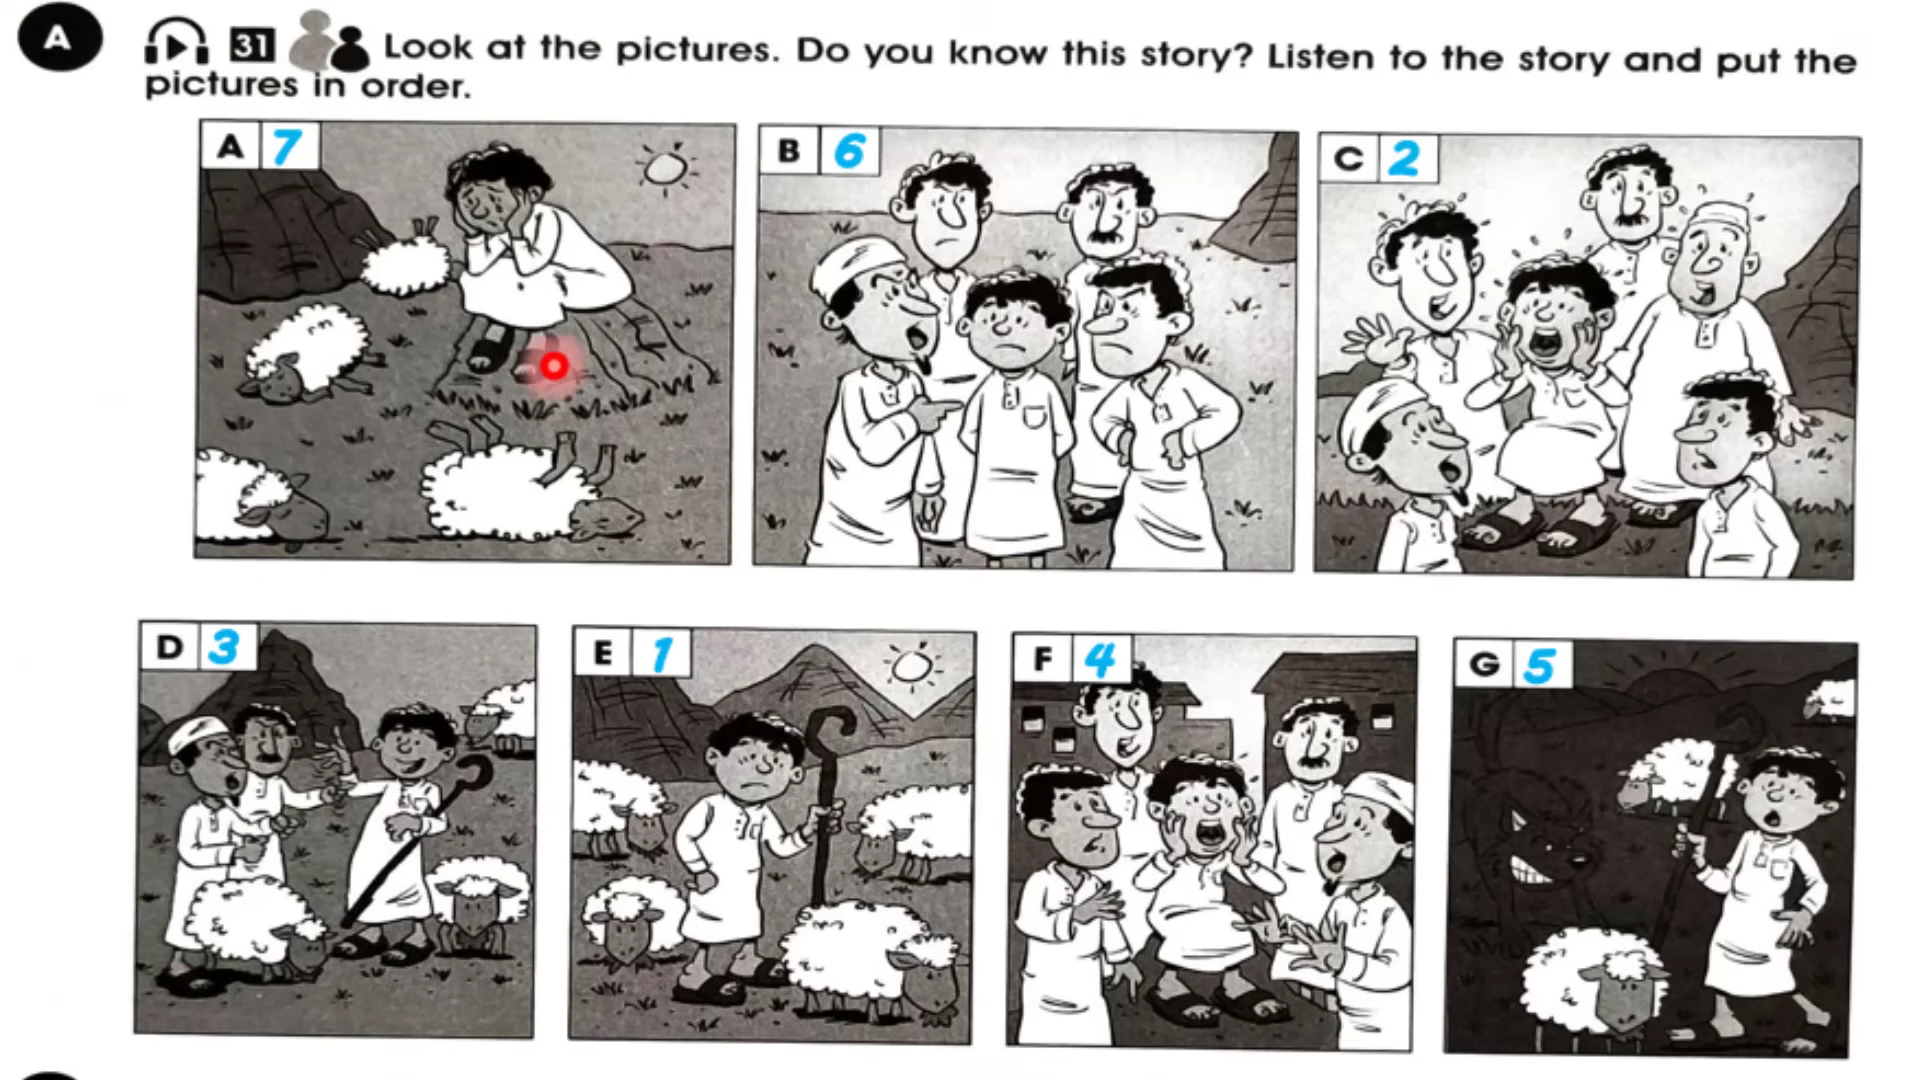 A 31 Look at the pictures. Do you know this story? Listen to the story and put the
pictures in order.
A 7
B 6
C 2
D 3
E 1
F 4
G 5